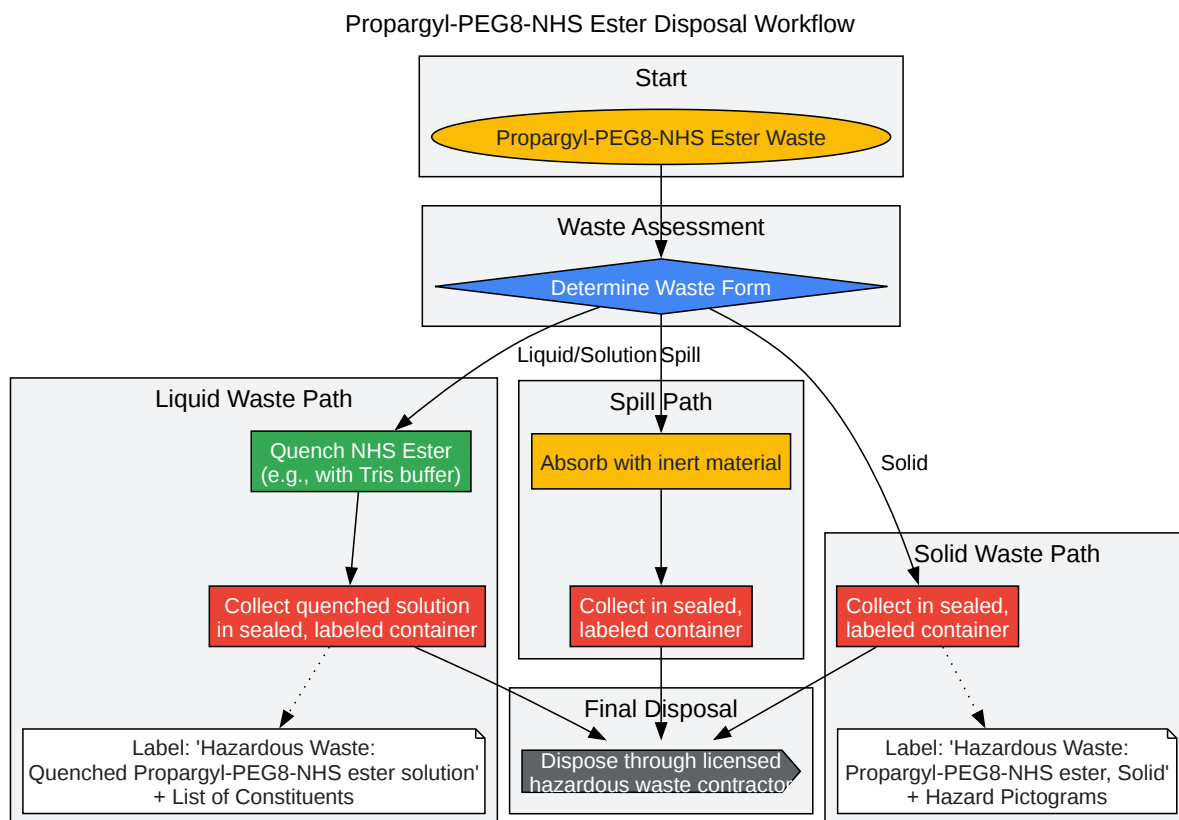 Propargyl-PEG8-NHS Ester Disposal Workflow
Start
Propargyl-PEG8-NHS Ester Waste
Waste Assessment
Determine Waste Form
Liquid/Solution
Spill
Solid
Liquid Waste Path
Quench NHS Ester
(e.g., with Tris buffer)
Collect quenched solution
in sealed, labeled container
Label: 'Hazardous Waste:
Quenched Propargyl-PEG8-NHS ester solution'
+ List of Constituents
Spill Path
Absorb with inert material
Collect in sealed,
labeled container
Solid Waste Path
Collect in sealed,
labeled container
Label: 'Hazardous Waste:
Propargyl-PEG8-NHS ester, Solid'
+ Hazard Pictograms
Final Disposal
Dispose through licensed
hazardous waste contractor